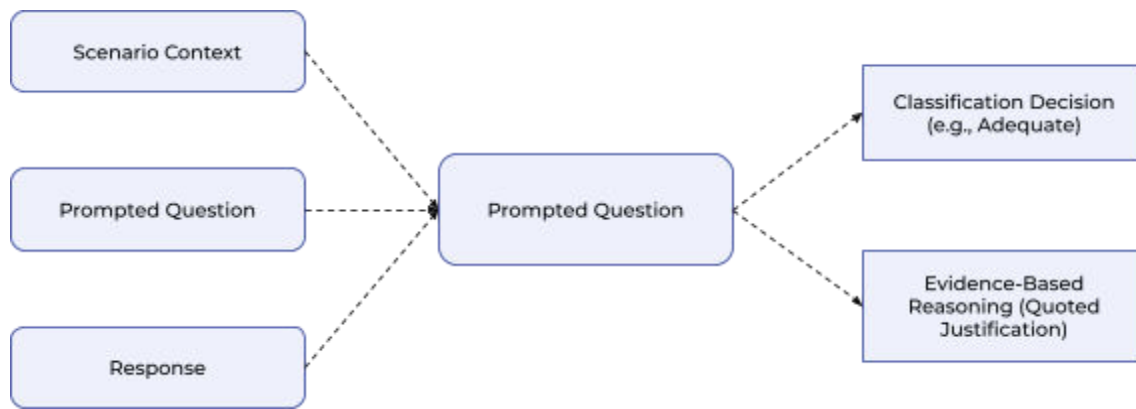 Scenario Context
Prompted Question
Response
Prompted Question
Classification Decision
(e.g., Adequate)
Evidence-Based
Reasoning (Quoted
Justification)